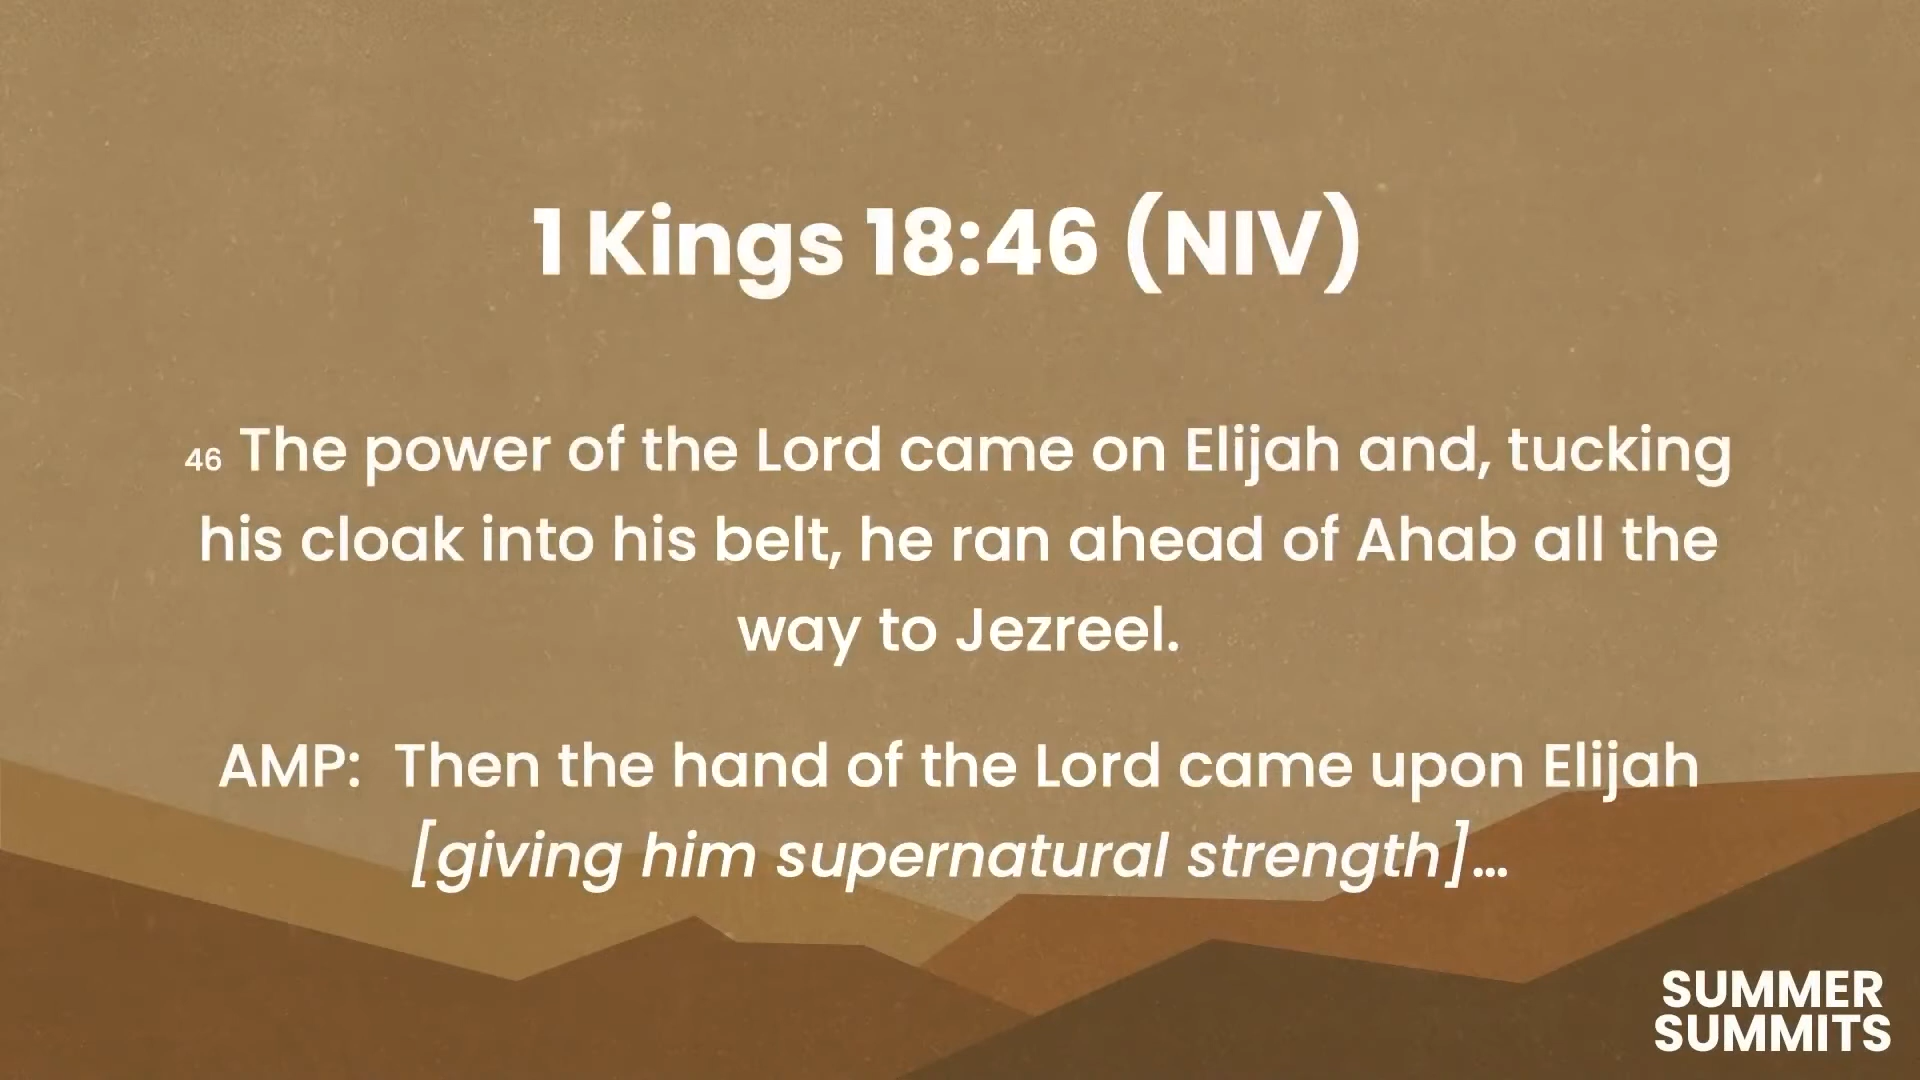 1 Kings 18:46 (NIV)
46 The power of the Lord came on Elijah and, tucking
his cloak into his belt, he ran ahead of Ahab all the
way to Jezreel.
AMP: Then the hand of the Lord came upon Elijah
[giving him supernatural strength]...
SUMMER
SUMMITS